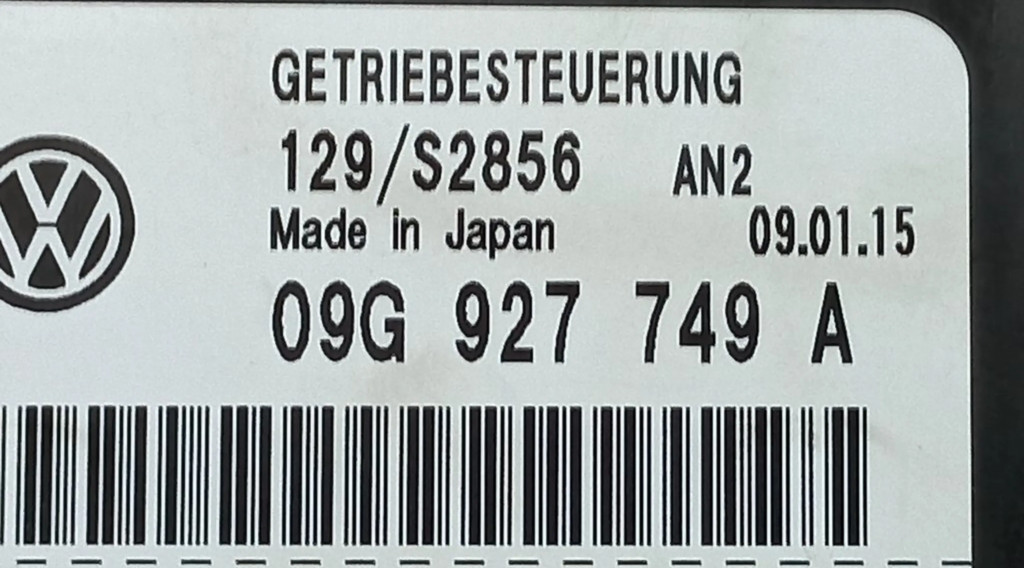 GETRIEBESTEUERUNG
129/S2856 AN2
Made in Japan 09.01.15
09G 927 749 A